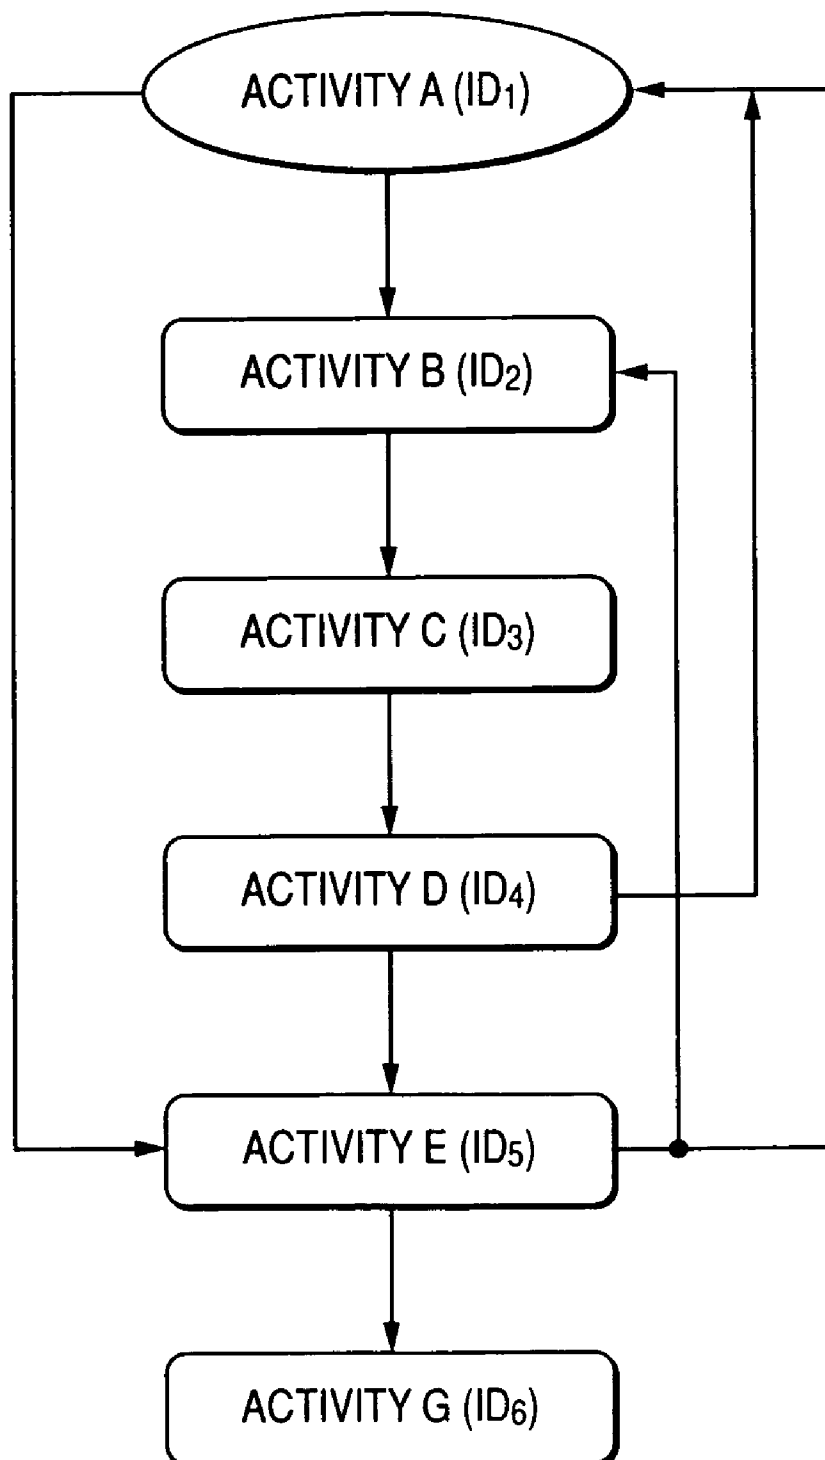 ACTIVITY A (ID₁)
ACTIVITY B (ID₂)
ACTIVITY C (ID₃)
ACTIVITY D (ID₄)
ACTIVITY E (ID₅)
ACTIVITY G (ID₆)